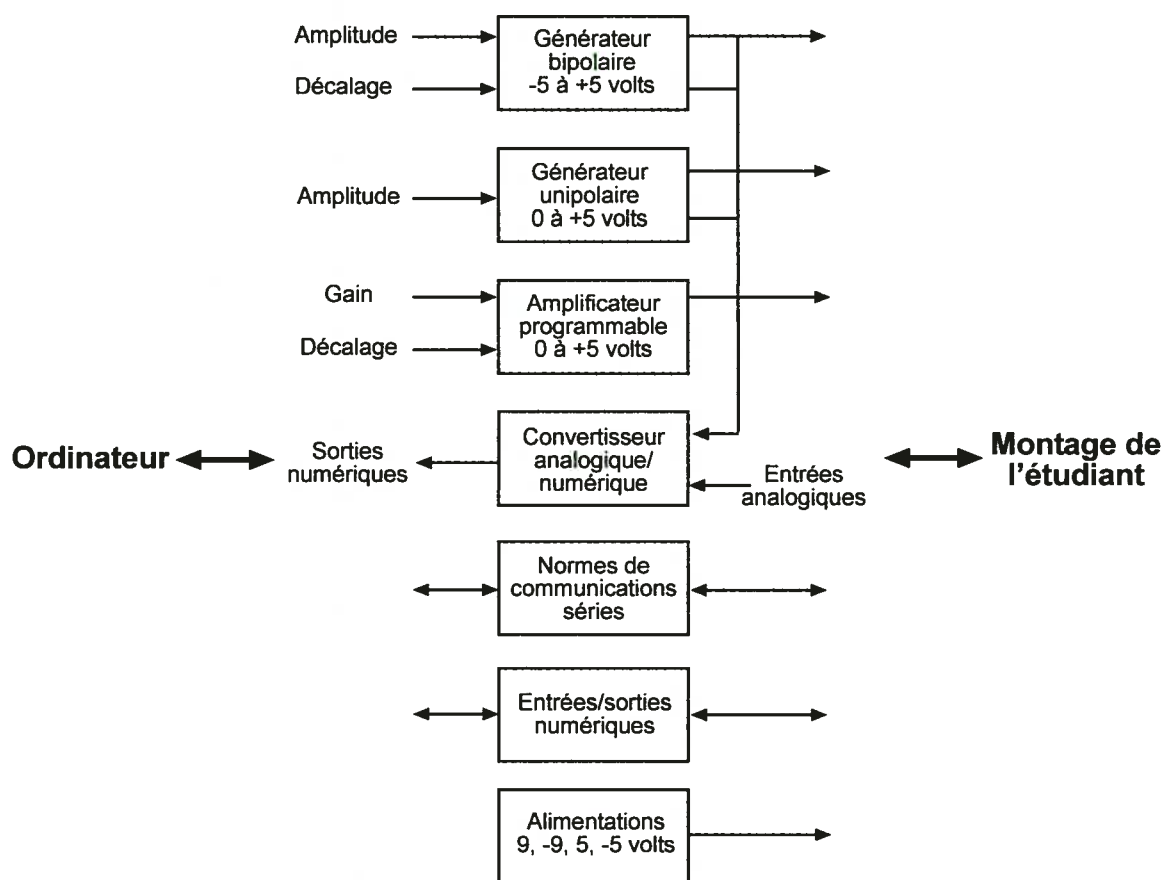 Amplitude
Décalage
Générateur
bipolaire
-5 à +5 volts
Amplitude
Générateur
unipolaire
0 à +5 volts
Gain
Décalage
Amplificateur
programmable
0 à +5 volts
Ordinateur
Sorties
numériques
Convertisseur
analogique/
numérique
Entrées
analogiques
Montage de
l'étudiant
Normes de
communications
séries
Entrées/sorties
numériques
Alimentations
9, -9, 5, -5 volts